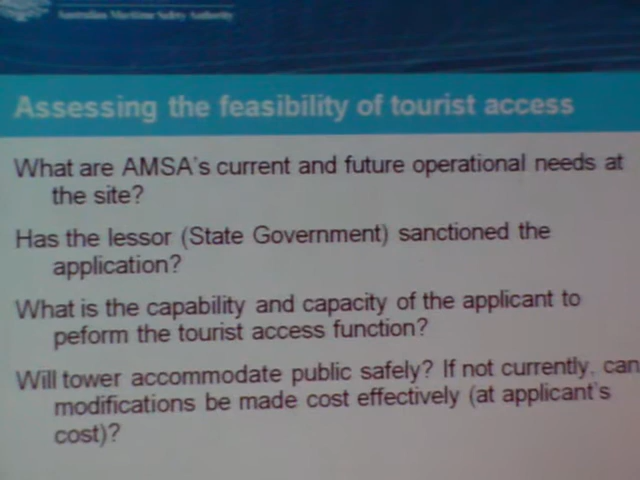 Australian Maritime Safety Authority
Assessing the feasibility of tourist access
What are AMSA's current and future operational needs at
the site?
Has the lessor (State Government) sanctioned the
application?
What is the capability and capacity of the applicant to
peform the tourist access function?
Will tower accommodate public safely? If not currently, can
modifications be made cost effectively (at applicant's
cost)?